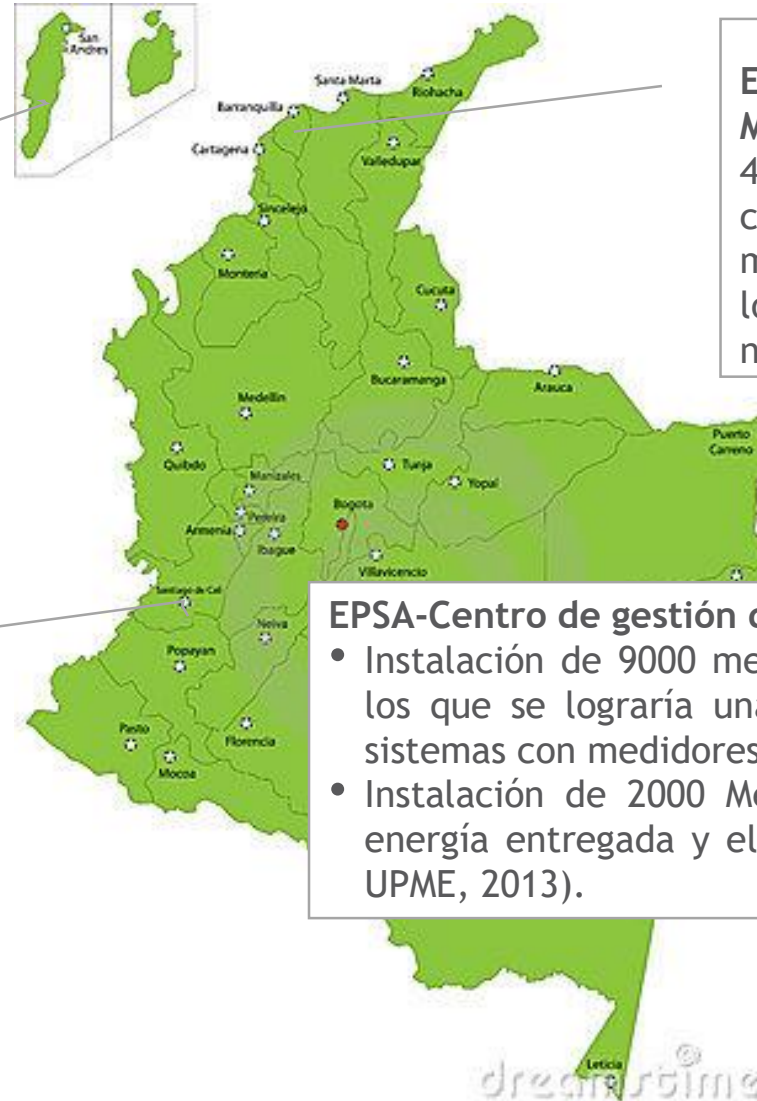 San
Andres
Santa Marta
Riohacha
Barranquilla
Cartagena
Valledupar
Sincelejo
Monteria
Cucuta
Bucaramanga
Arauca
Medellin
Puerto
Carreno
Quibdo
Tunja
Manizales
Yopal
Bogota
Pereira
Armenia
Ibague
Villavicencio
Santiago de Cali
Neiva
Popayan
Pasto
Florencia
Mocoa
E
M
4
c
m
lo
n
EPSA-Centro de gestión
• Instalación de 9000 me
los que se lograría una
sistemas con medidores
• Instalación de 2000 Me
energía entregada y el
UPME, 2013).
Leticia
dreamstime